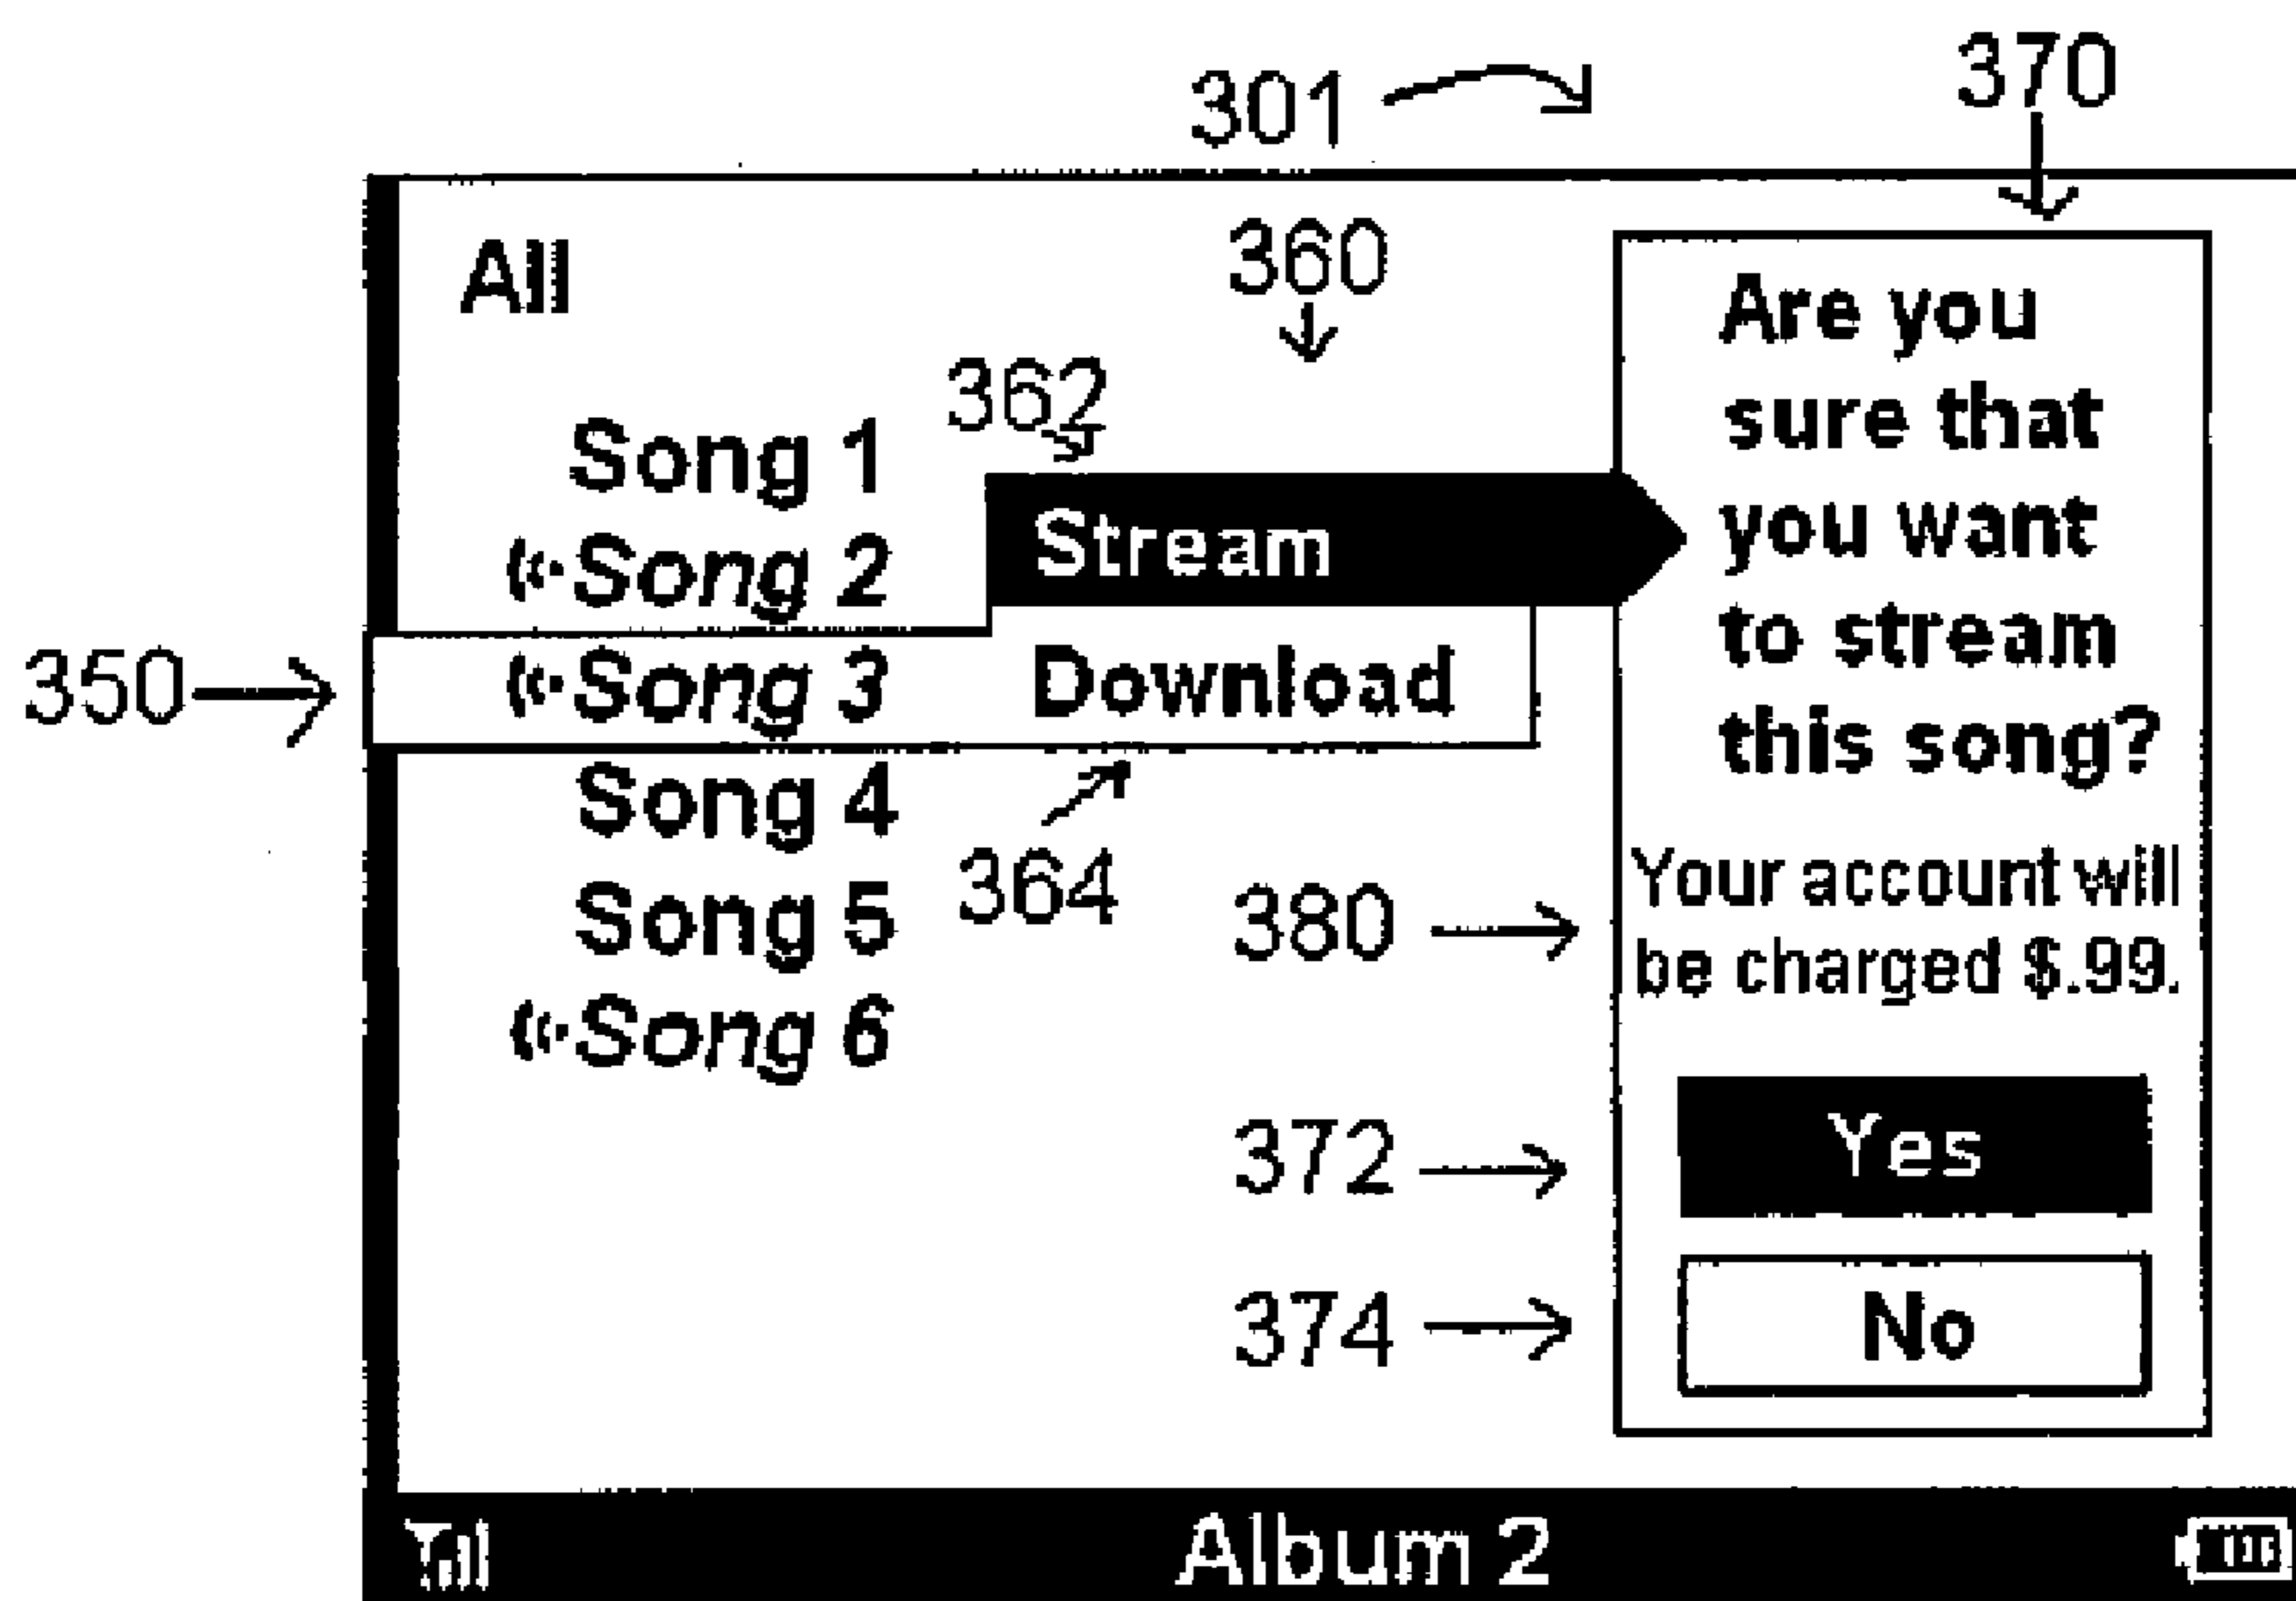 301
370
All
360
362
Song 1
Song 2
Song 3
Song 4
Song 5
Song 6
350
Stream
Download
364
Are you
sure that
you want
to stream
this song?
380
Your account will
be charged $.99.
372
Yes
374
No
Album 2